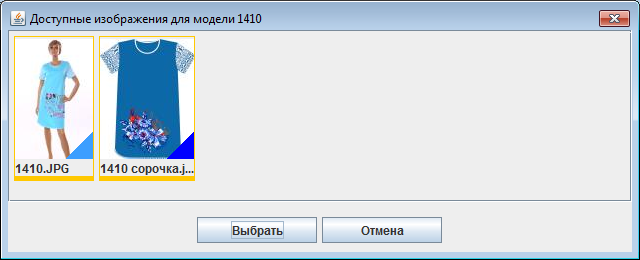 Доступные изображения для модели 1410
1410.JPG
1410 сорочка.j...
Выбрать
Отмена